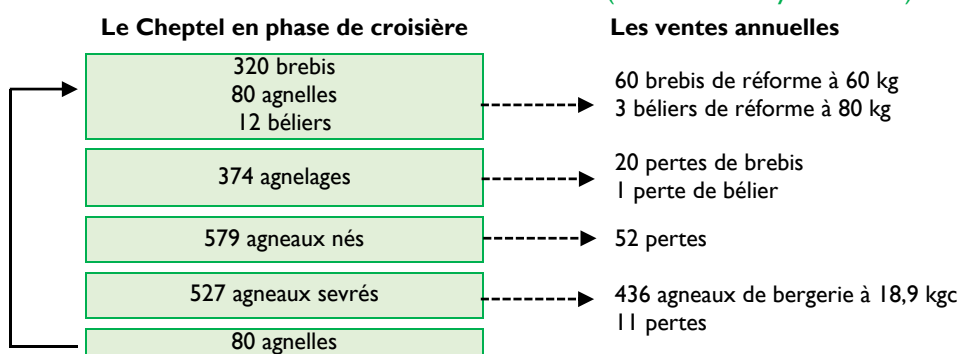 Le Cheptel en phase de croisière
Les ventes annuelles
320 brebis
80 agnelles
12 béliers
60 brebis de réforme à 60 kg
3 béliers de réforme à 80 kg
374 agnelages
20 pertes de brebis
1 perte de bélier
579 agneaux nés
52 pertes
527 agneaux sevrés
436 agneaux de bergerie à 18,9 kgc
11 pertes
80 agnelles